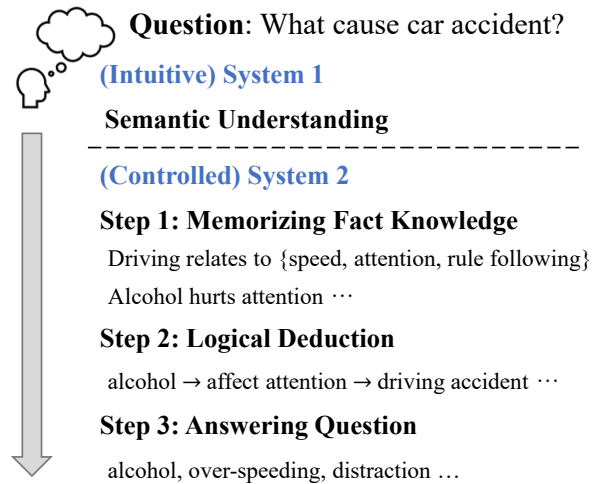 Question: What cause car accident?
(Intuitive) System 1
Semantic Understanding
(Controlled) System 2
Step 1: Memorizing Fact Knowledge
Driving relates to {speed, attention, rule following}
Alcohol hurts attention ⋯
Step 2: Logical Deduction
alcohol → affect attention → driving accident ⋯
Step 3: Answering Question
alcohol, over-speeding, distraction …